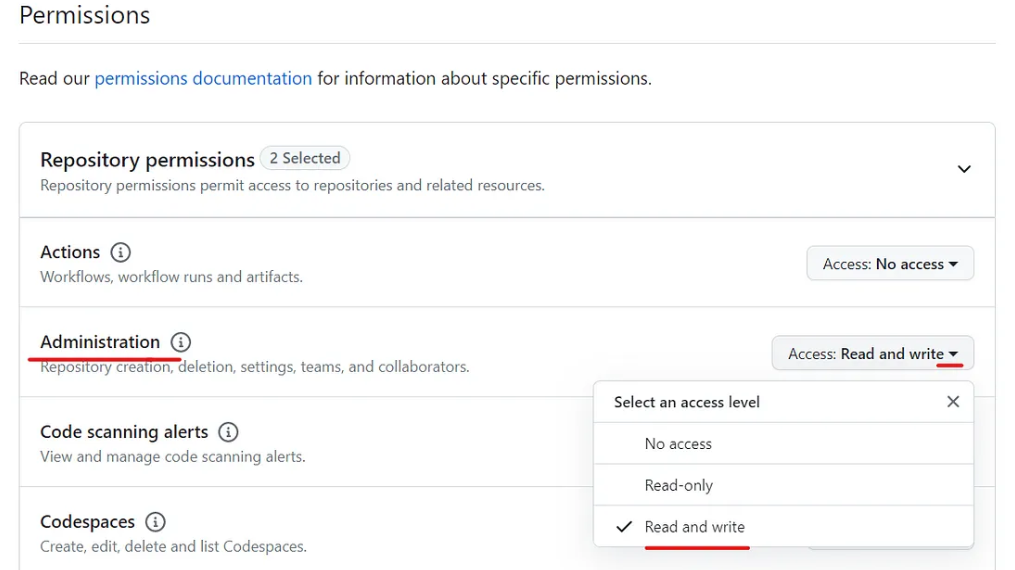 Permissions
Read our permissions documentation for information about specific permissions.
Repository permissions 2 Selected
Repository permissions permit access to repositories and related resources.
Actions
Workflows, workflow runs and artifacts.
Access: No access
Administration
Repository creation, deletion, settings, teams, and collaborators.
Access: Read and write
Select an access level
No access
Read-only
Read and write
Code scanning alerts
View and manage code scanning alerts.
Codespaces
Create, edit, delete and list Codespaces.